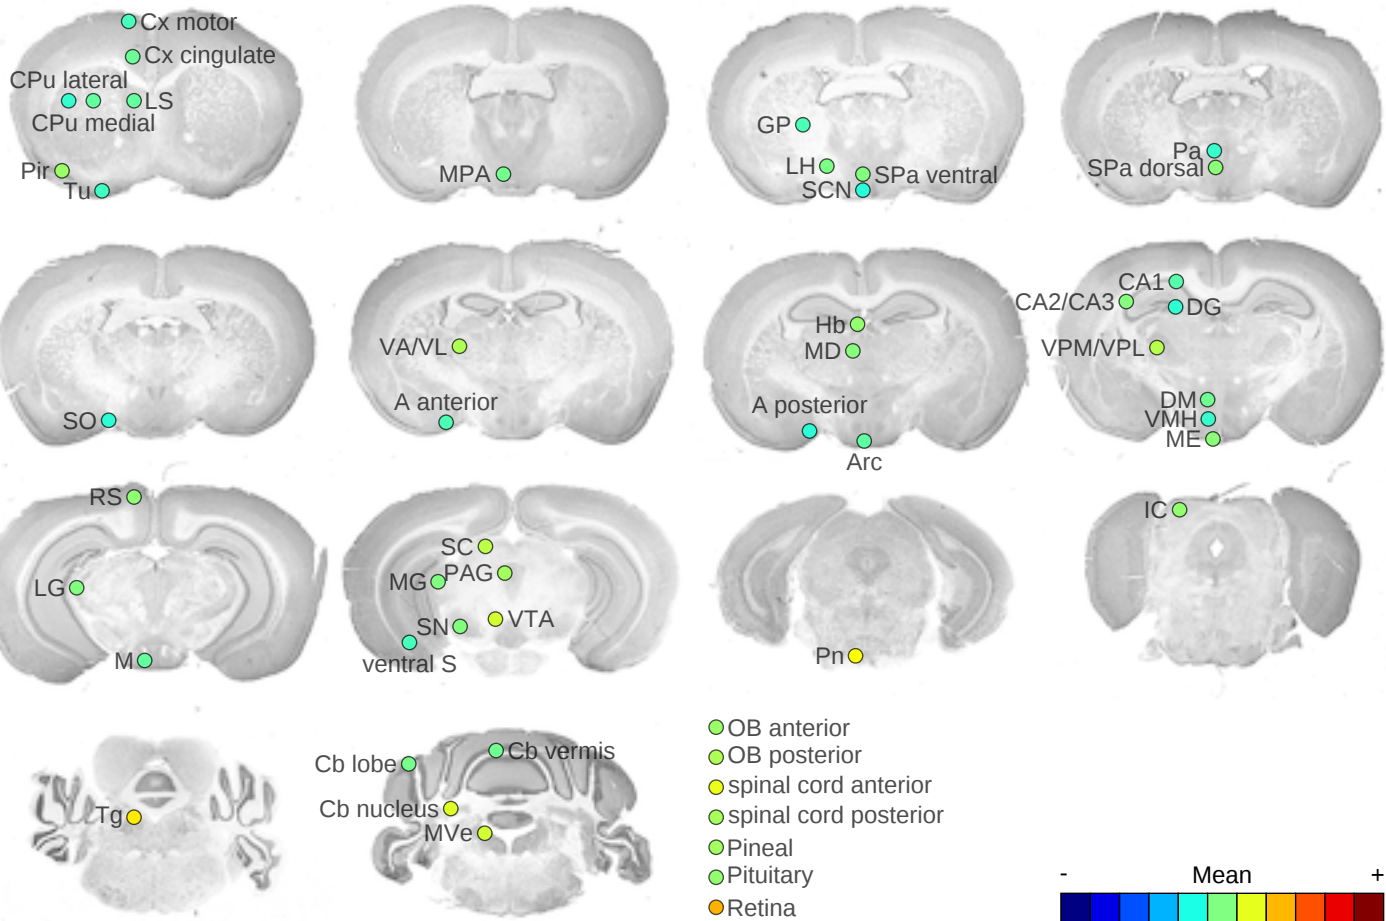 Cx motor
Cx cingulate
CPu lateral
LS
CPu medial
Pir
Tu
MPA
GP
LH
SPa ventral
SCN
Pa
SPa dorsal
SO
VA/VL
A anterior
Hb
MD
A posterior
Arc
CA1
CA2/CA3
DG
VPM/VPL
DM
VMH
ME
RS
LG
M
SC
PAG
MG
VTA
SN
ventral S
Pn
IC
Tg
Cb vermis
Cb lobe
Cb nucleus
MVe
OB anterior
OB posterior
spinal cord anterior
spinal cord posterior
Pineal
Pituitary
Retina
- Mean +